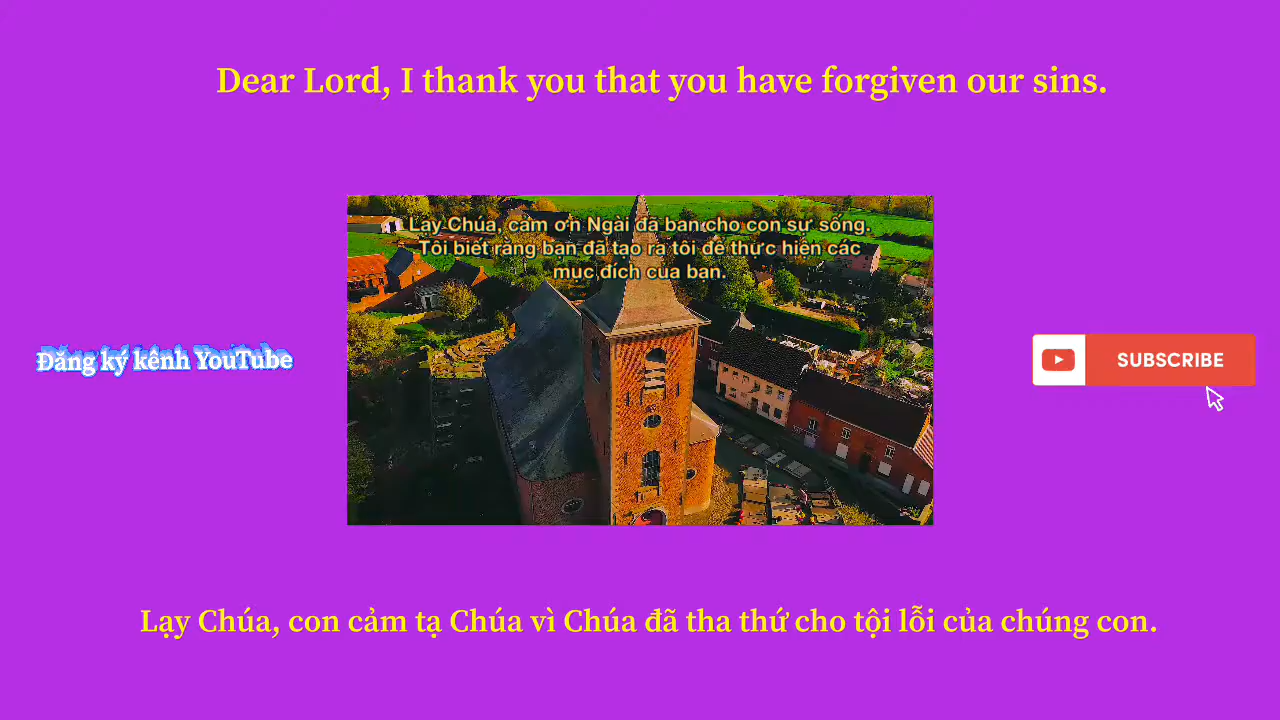 Dear Lord, I thank you that you have forgiven our sins.
Lạy Chúa, cảm ơn Ngài đã ban cho con sự sống.
Tôi biết rằng bạn đã tạo ra tôi để thực hiện các
mục đích của bạn.
Đăng ký kênh YouTube
SUBSCRIBE
Lạy Chúa, con cảm tạ Chúa vì Chúa đã tha thứ cho tội lỗi của chúng con.